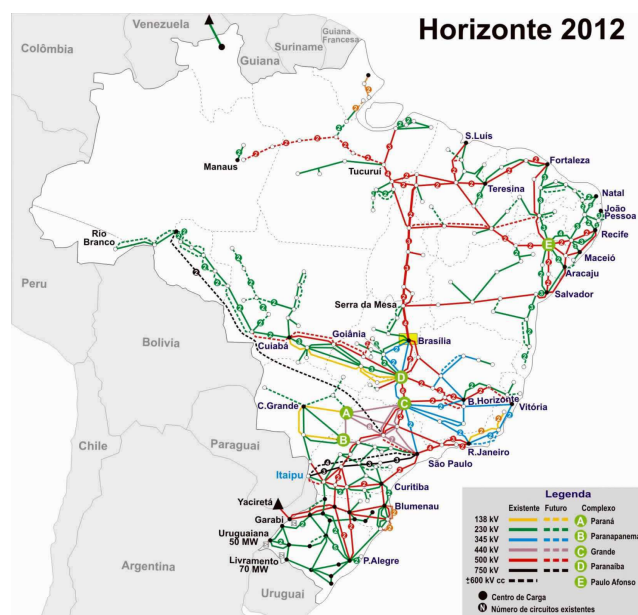 Horizonte 2012
Venezuela
Colômbia
Guiana
Suriname
Guiana
Francesa
Manaus
Tucurui
S.Luís
Fortaleza
Teresina
Natal
João
Pessoa
Recife
Maceió
Aracaju
Salvador
E
Rio
Branco
Peru
Serra da Mesa
Bolivia
Cuiabá
Goiânia
Brasília
D
C.Grande
A
C
B.Horizonte
Vitória
B
Paraguai
Chile
R.Janeiro
São Paulo
Itaipu
Curitiba
Yaciretá
Blumenau
Garabi
Uruguaiana
50 MW
Livramento
70 MW
P.Alegre
Argentina
Uruguai
Legenda
Existente Futuro Complexo
138 kV A Paraná
230 kV B Paranapanema
345 kV C Grande
440 kV D Paranaíba
500 kV E Paulo Afonso
750 kV
±600 kV cc
Centro de Carga
N Número de circuitos existentes